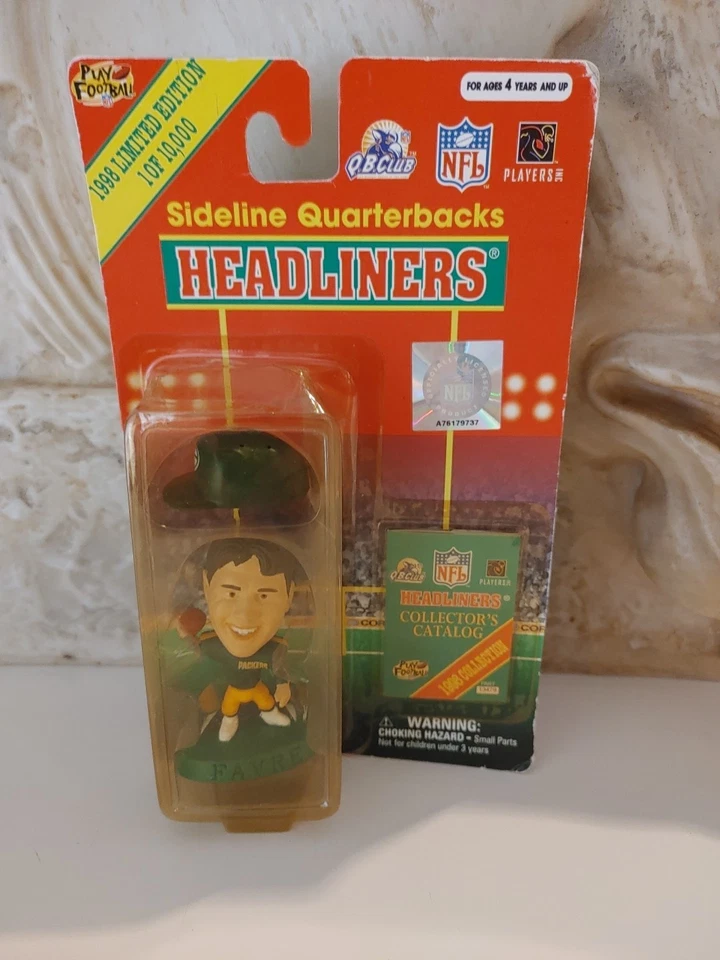 PLAY
FOOTBALL
1998 LIMITED EDITION
1 OF 10,000
FOR AGES 4 YEARS AND UP
Q.B.CLUB
NFL
PLAYERS INC
Sideline Quarterbacks
HEADLINERS®
NFL
A76179737
PACKERS
FAVRE
Q.B.CLUB
NFL
PLAYERS
HEADLINERS®
COLLECTOR'S
CATALOG
PLAY
FOOTBALL
1998 COLLECTION
WARNING:
CHOKING HAZARD - Small Parts
Not for children under 3 years